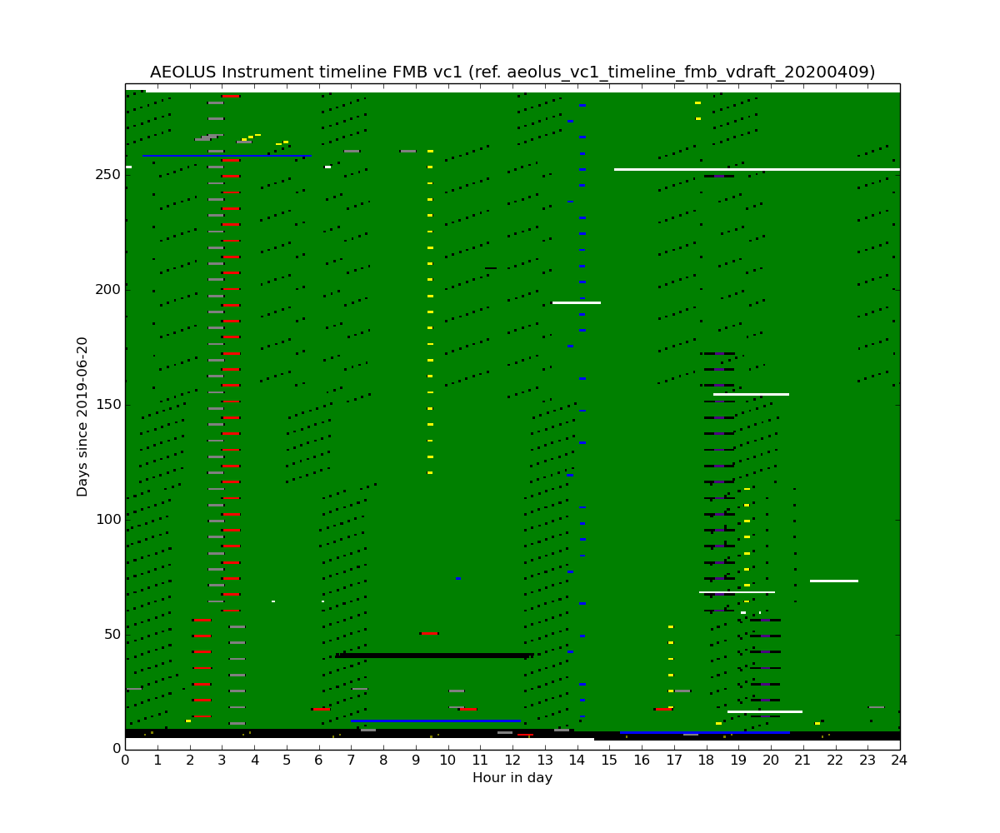 AEOLUS Instrument timeline FMB vc1 (ref. aeolus_vc1_timeline_fmb_vdraft_20200409)
250
200
150
100
50
0
Days since 2019-06-20
0 1 2 3 4 5 6 7 8 9 10 11 12 13 14 15 16 17 18 19 20 21 22 23 24
Hour in day